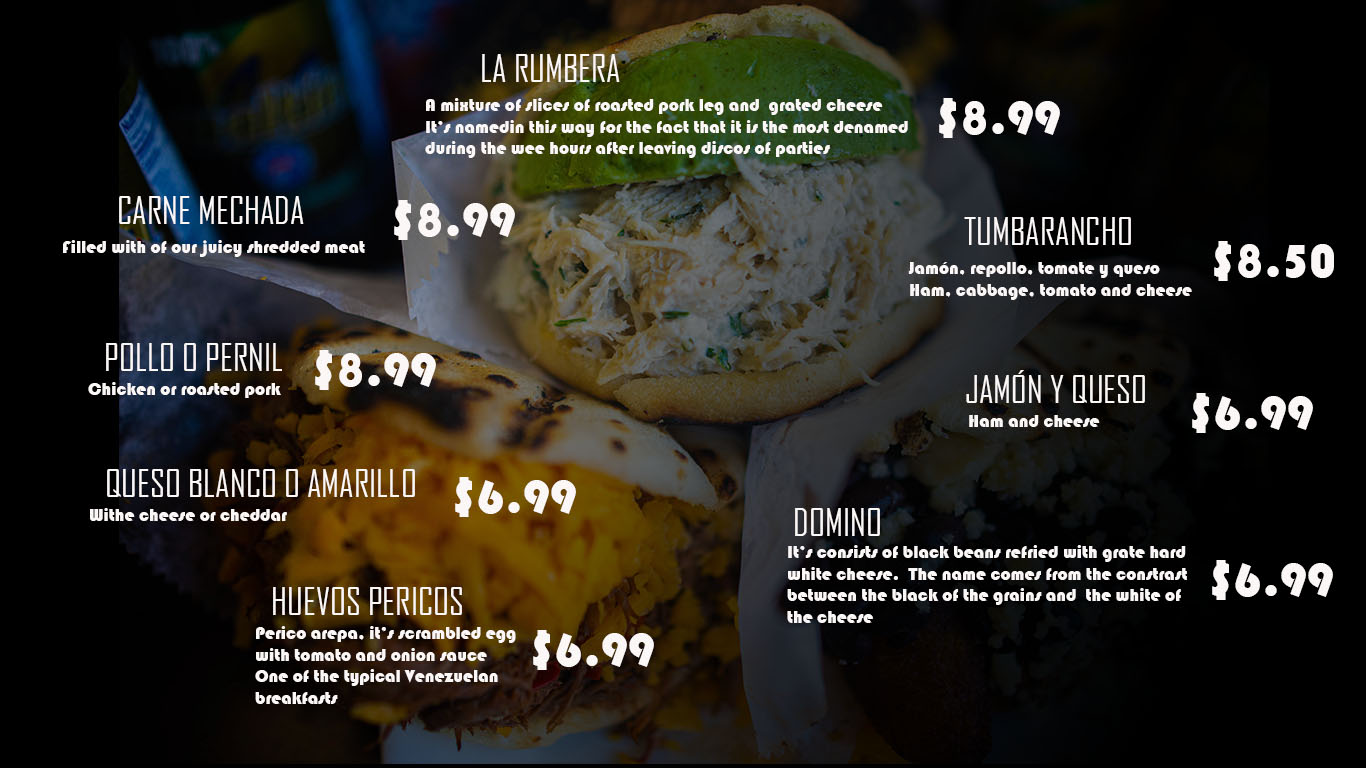 LA RUMBERA
A mixture of slices of roasted pork leg and grated cheese
It's namedin this way for the fact that it is the most denamed
during the wee hours after leaving discos of parties
$8.99
CARNE MECHADA
Filled with of our juicy shredded meat
$8.99
TUMBARANCHO
Jamón, repollo, tomate y queso
Ham, cabbage, tomato and cheese
$8.50
POLLO O PERNIL
Chicken or roasted pork
$8.99
JAMÓN Y QUESO
Ham and cheese
$6.99
QUESO BLANCO O AMARILLO
Withe cheese or cheddar
$6.99
DOMINO
It's consists of black beans refried with grate hard
white cheese. The name comes from the constrast
between the black of the grains and the white of
the cheese
$6.99
HUEVOS PERICOS
Perico arepa, it's scrambled egg
with tomato and onion sauce
One of the typical Venezuelan
breakfasts
$6.99